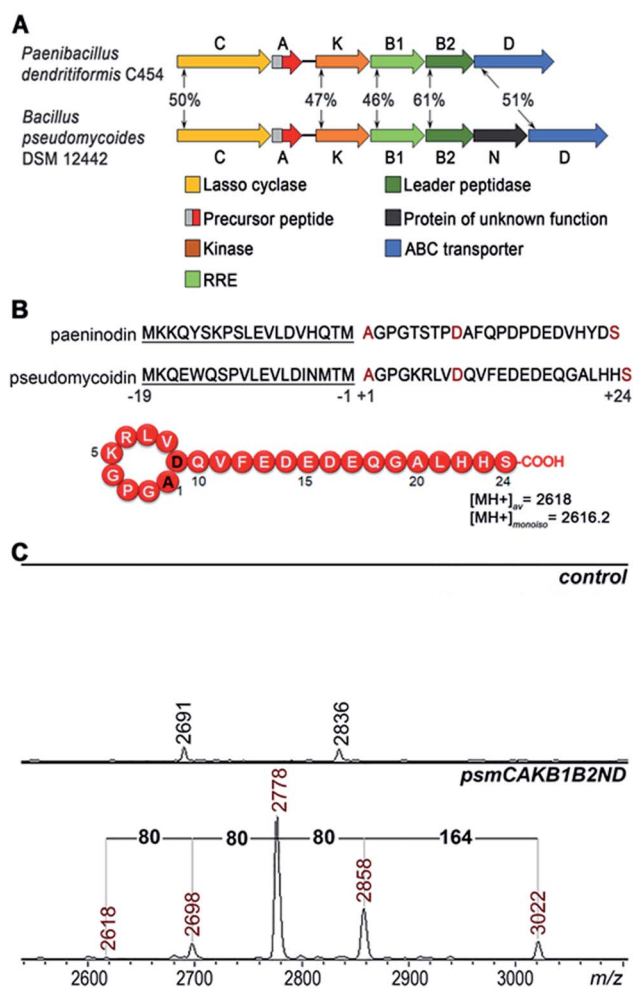 A
C A K B1 B2 D
Paenibacillus
dendritiformis C454
50% 47% 46% 61% 51%
Bacillus
pseudomycoides
DSM 12442
C A K B1 B2 N D
Lasso cyclase
Leader peptidase
Precursor peptide
Protein of unknown function
Kinase
ABC transporter
RRE
B
paeninodin MKKQYSKPSLEVLDVHQTM AGPGTSTPDAFQPDPDEDVHYDS
pseudomycoidin MKQEWQSPVLEVLDINMTM AGPGKRLVDQVFEDEDEQGALHHS
-19 -1 +1 +24
5 K R L V D Q V F E D E D E Q G A L H H S -COOH
G P G A 1 10 15 20 24
[MH+]av = 2618
[MH+]monoiso = 2616.2
C
control
2691 2836
psmCAKB1B2ND
2778
80 80 80 164
2618 2698 2858 3022
2600 2700 2800 2900 3000 m/z